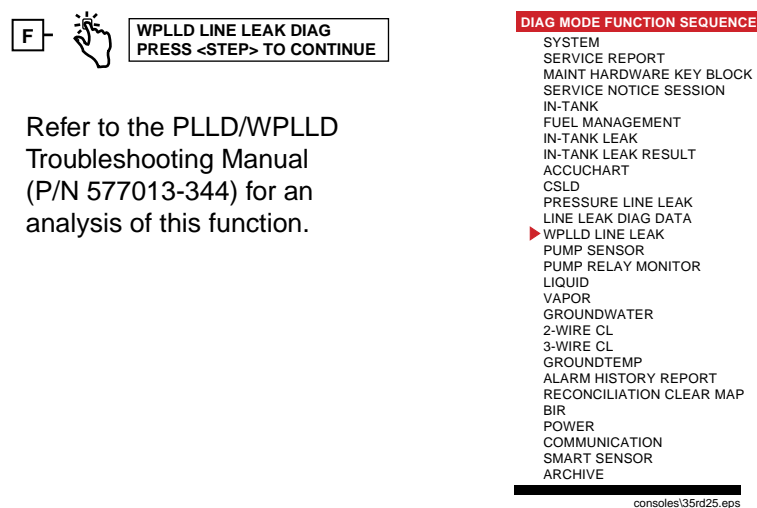 F
WPLLD LINE LEAK DIAG
PRESS <STEP> TO CONTINUE
Refer to the PLLD/WPLLD
Troubleshooting Manual
(P/N 577013-344) for an
analysis of this function.
DIAG MODE FUNCTION SEQUENCE
SYSTEM
SERVICE REPORT
MAINT HARDWARE KEY BLOCK
SERVICE NOTICE SESSION
IN-TANK
FUEL MANAGEMENT
IN-TANK LEAK
IN-TANK LEAK RESULT
ACCUCHART
CSLD
PRESSURE LINE LEAK
LINE LEAK DIAG DATA
WPLLD LINE LEAK
PUMP SENSOR
PUMP RELAY MONITOR
LIQUID
VAPOR
GROUNDWATER
2-WIRE CL
3-WIRE CL
GROUNDTEMP
ALARM HISTORY REPORT
RECONCILIATION CLEAR MAP
BIR
POWER
COMMUNICATION
SMART SENSOR
ARCHIVE
consoles\35rd25.eps